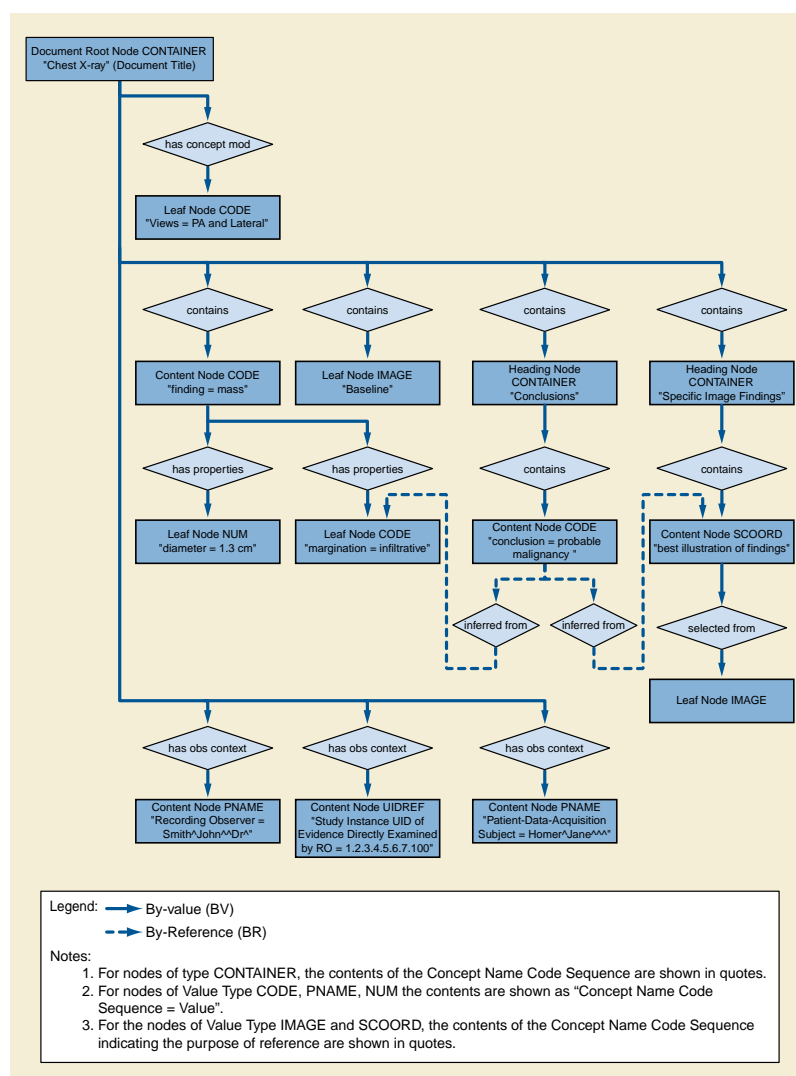 Document Root Node CONTAINER
"Chest X-ray" (Document Title)
has concept mod
Leaf Node CODE
"Views = PA and Lateral"
contains
contains
contains
contains
Content Node CODE
"finding = mass"
Leaf Node IMAGE
"Baseline"
Heading Node
CONTAINER
"Conclusions"
Heading Node
CONTAINER
"Specific Image Findings"
has properties
has properties
contains
contains
Leaf Node NUM
"diameter = 1.3 cm"
Leaf Node CODE
"margination = infiltrative"
Content Node CODE
"conclusion = probable
malignancy "
Content Node SCOORD
"best illustration of findings"
inferred from
inferred from
selected from
Leaf Node IMAGE
has obs context
has obs context
has obs context
Content Node PNAME
"Recording Observer =
Smith^John^^Dr^"
Content Node UIDREF
"Study Instance UID of
Evidence Directly Examined
by RO = 1.2.3.4.5.6.7.100"
Content Node PNAME
"Patient-Data-Acquisition
Subject = Homer^Jane^^^"
Legend:
By-value (BV)
By-Reference (BR)
Notes:
1. For nodes of type CONTAINER, the contents of the Concept Name Code Sequence are shown in quotes.
2. For nodes of Value Type CODE, PNAME, NUM the contents are shown as “Concept Name Code
Sequence = Value”.
3. For the nodes of Value Type IMAGE and SCOORD, the contents of the Concept Name Code Sequence
indicating the purpose of reference are shown in quotes.